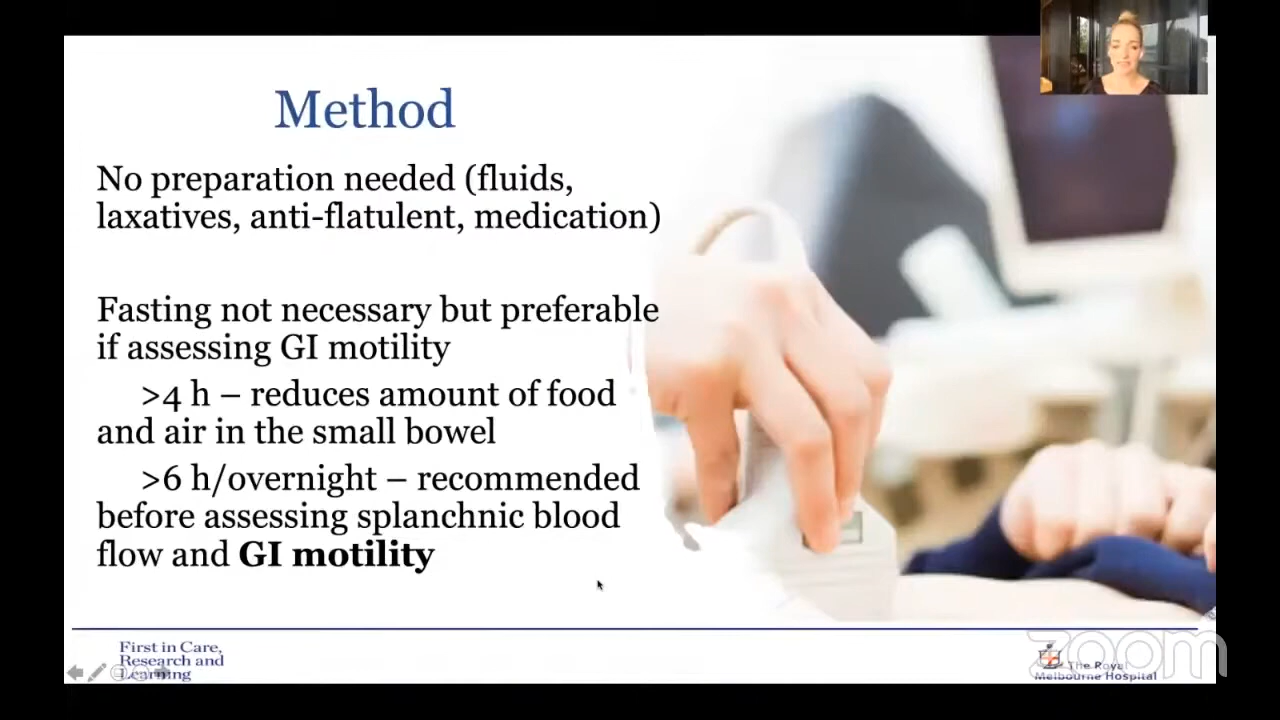 Method
No preparation needed (fluids,
laxatives, anti-flatulent, medication)
Fasting not necessary but preferable
if assessing GI motility
>4 h – reduces amount of food
and air in the small bowel
>6 h/overnight – recommended
before assessing splanchnic blood
flow and GI motility
First in Care,
Research and
Learning
The Royal
Melbourne Hospital
zoom